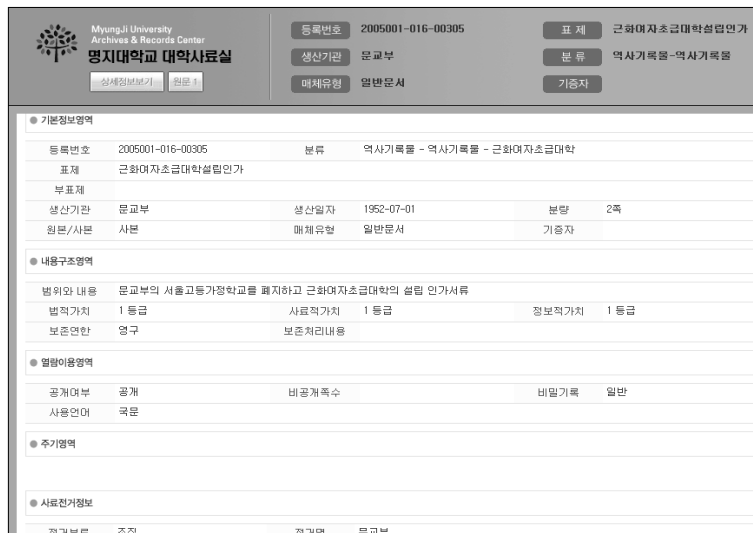 MyungJi University
Archives & Records Center
명지대학교 대학사료실
상세정보보기 원문 1
등록번호 2005001-016-00305 표 제 근화여자초급대학설립인가
생산기관 문교부 분 류 역사기록물-역사기록물
매체유형 일반문서 기증자
기본정보영역
등록번호 2005001-016-00305 분류 역사기록물 - 역사기록물 - 근화여자초급대학
표제 근화여자초급대학설립인가
부표제
생산기관 문교부 생산일자 1952-07-01 분량 2쪽
원본/사본 사본 매체유형 일반문서 기증자
내용구조영역
범위와 내용 문교부의 서울고등가정학교를 폐지하고 근화여자초급대학의 설립 인가서류
법적가치 1 등급 사료적가치 1 등급 정보적가치 1 등급
보존연한 영구 보존처리내용
열람이용영역
공개여부 공개 비공개쪽수 비밀기록 일반
사용언어 국문
주기영역
사료전거정보
전거분류 조직 전거명 문교부